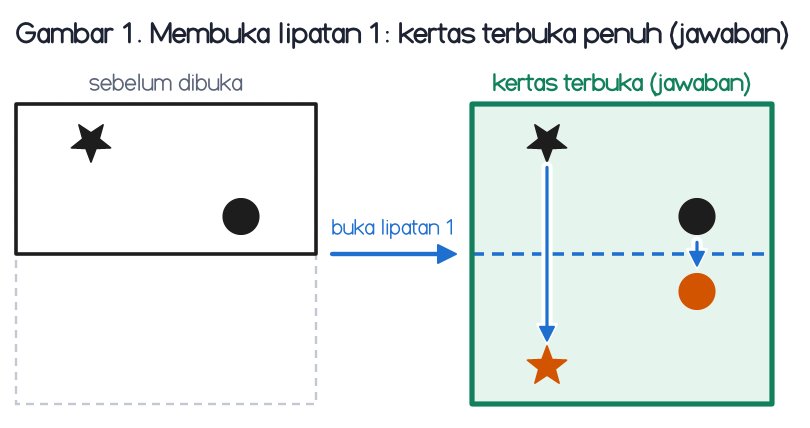 Gambar 1. Membuka lipatan 1: kertas terbuka penuh (jawaban)
sebelum dibuka
kertas terbuka (jawaban)
buka lipatan 1